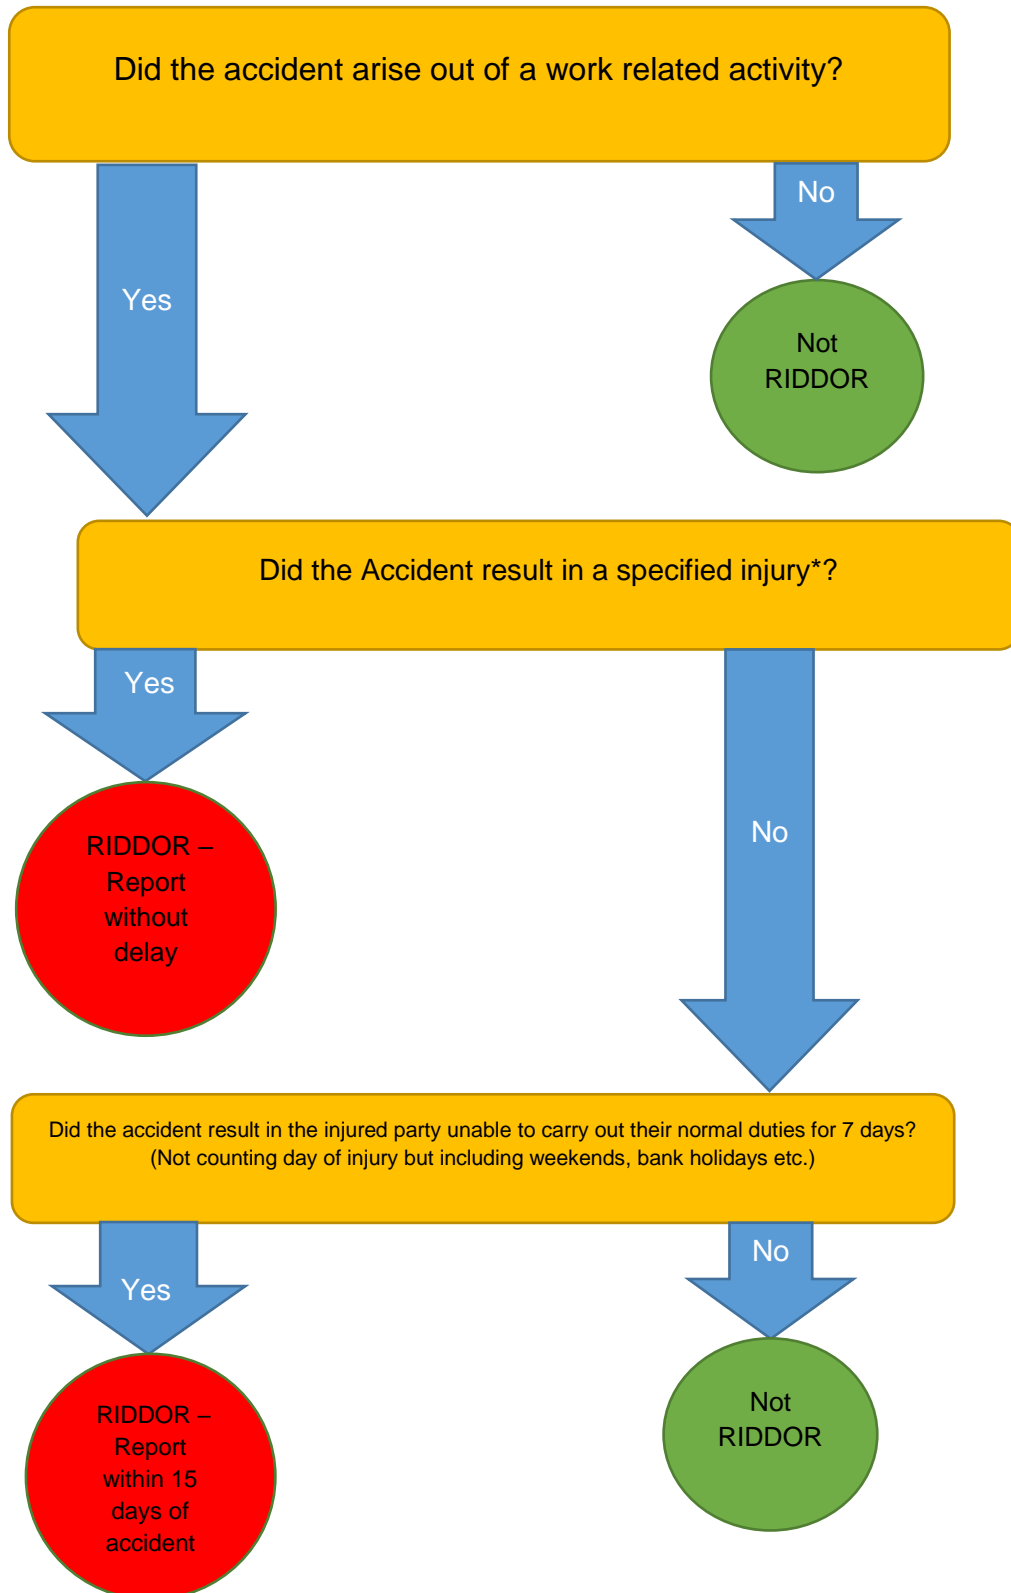 Did the accident arise out of a work related activity?
No
Yes
Not
RIDDOR
Did the Accident result in a specified injury*?
Yes
No
RIDDOR –
Report
without
delay
Did the accident result in the injured party unable to carry out their normal duties for 7 days?
(Not counting day of injury but including weekends, bank holidays etc.)
No
Yes
Not
RIDDOR
RIDDOR –
Report
within 15
days of
accident